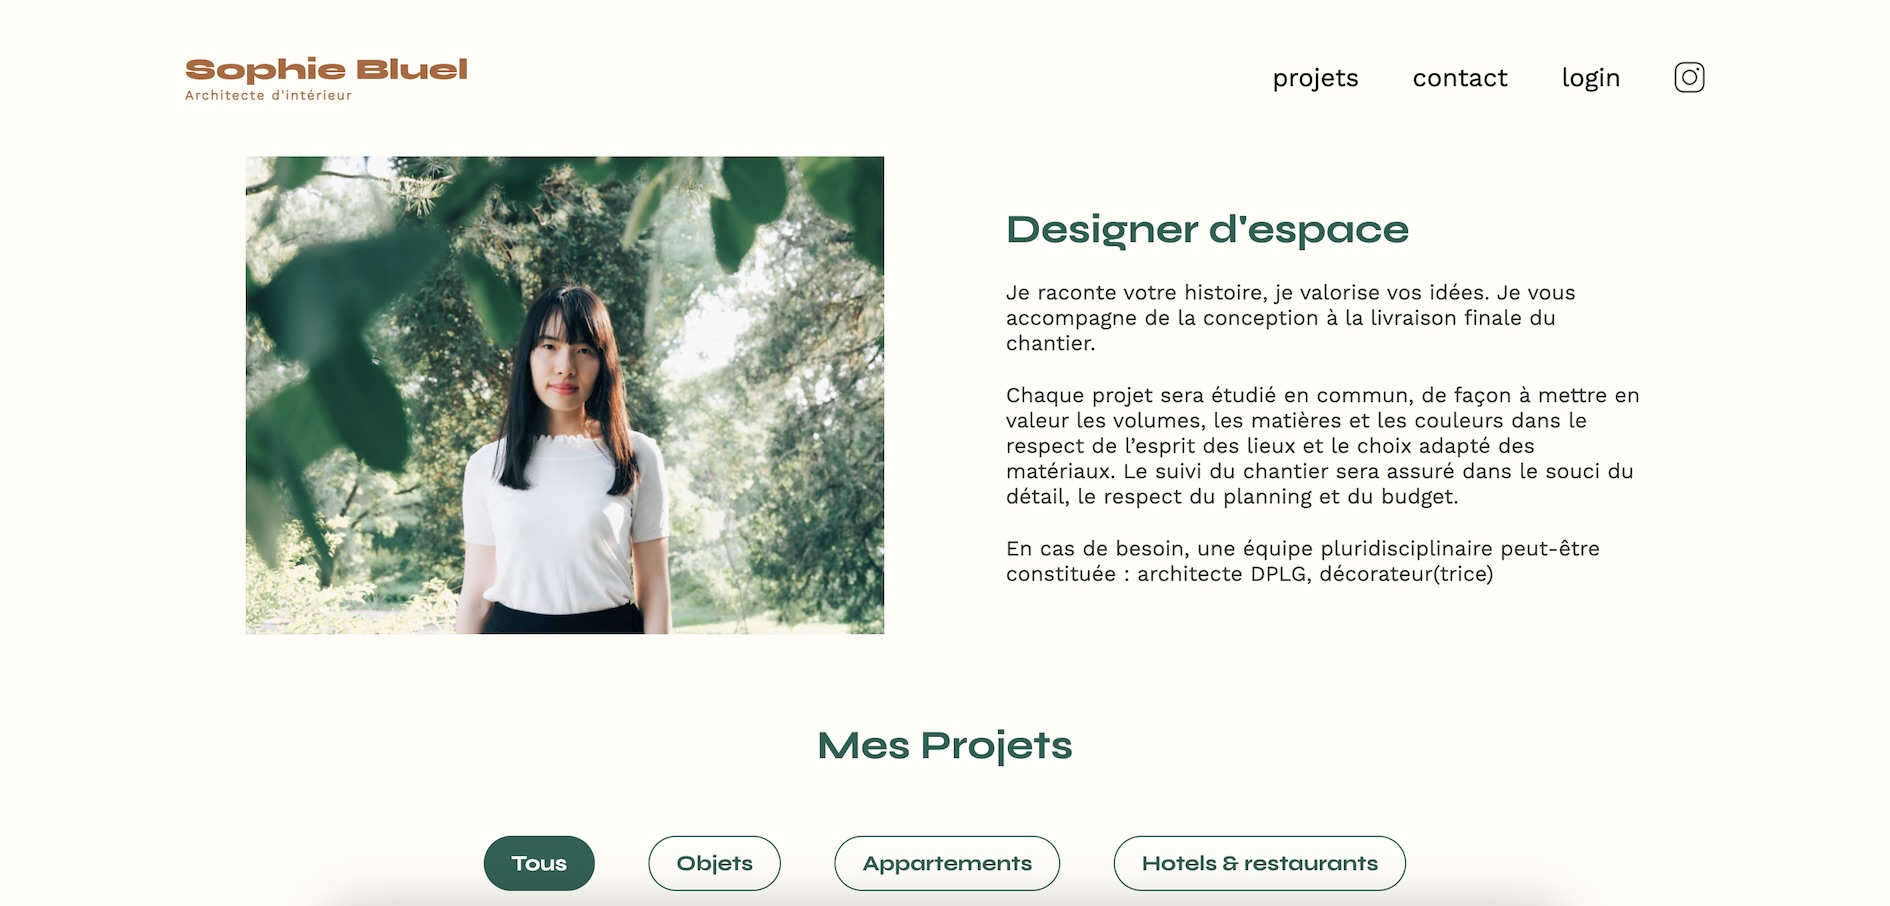 Sophie Bluel
Architecte d'intérieur
projets
contact
login
Designer d'espace
Je raconte votre histoire, je valorise vos idées. Je vous
accompagne de la conception à la livraison finale du
chantier.
Chaque projet sera étudié en commun, de façon à mettre en
valeur les volumes, les matières et les couleurs dans le
respect de l’esprit des lieux et le choix adapté des
matériaux. Le suivi du chantier sera assuré dans le souci du
détail, le respect du planning et du budget.
En cas de besoin, une équipe pluridisciplinaire peut-être
constituée : architecte DPLG, décorateur(trice)
Mes Projets
Tous
Objets
Appartements
Hotels & restaurants